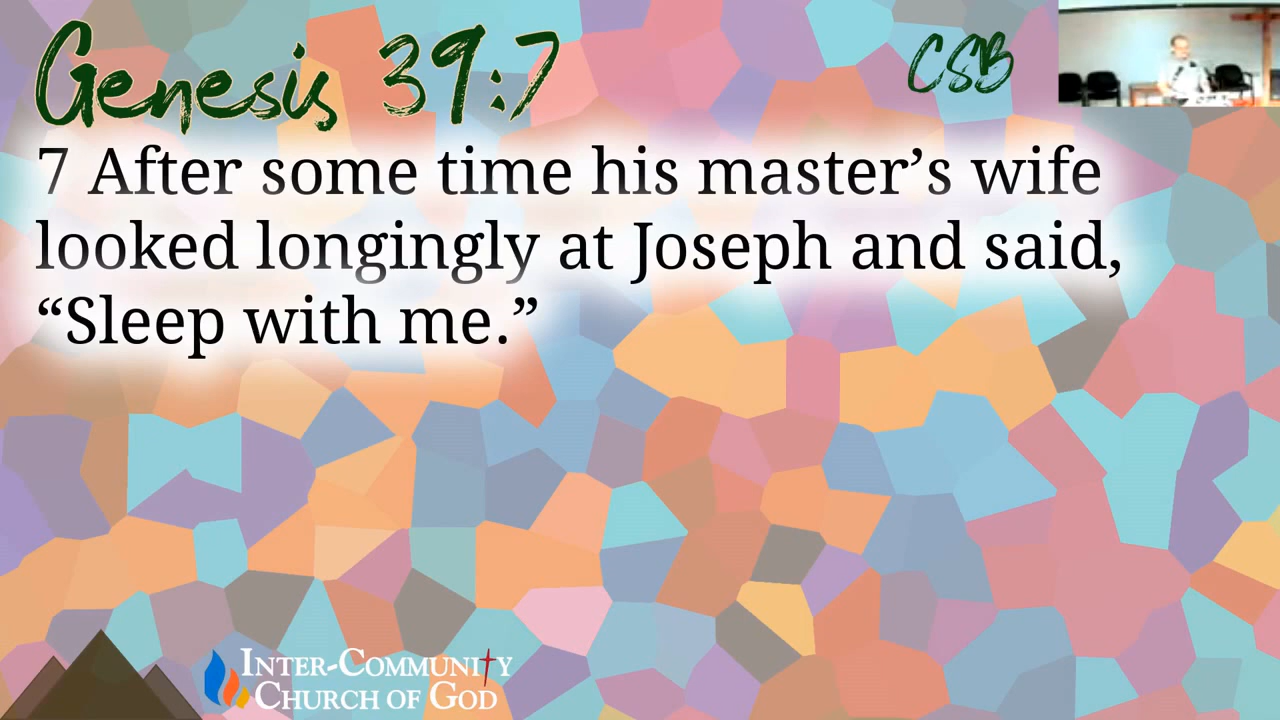 Genesis 39:7
CSB
7 After some time his master’s wife
looked longingly at Joseph and said,
“Sleep with me.”
Inter-Community
Church of God